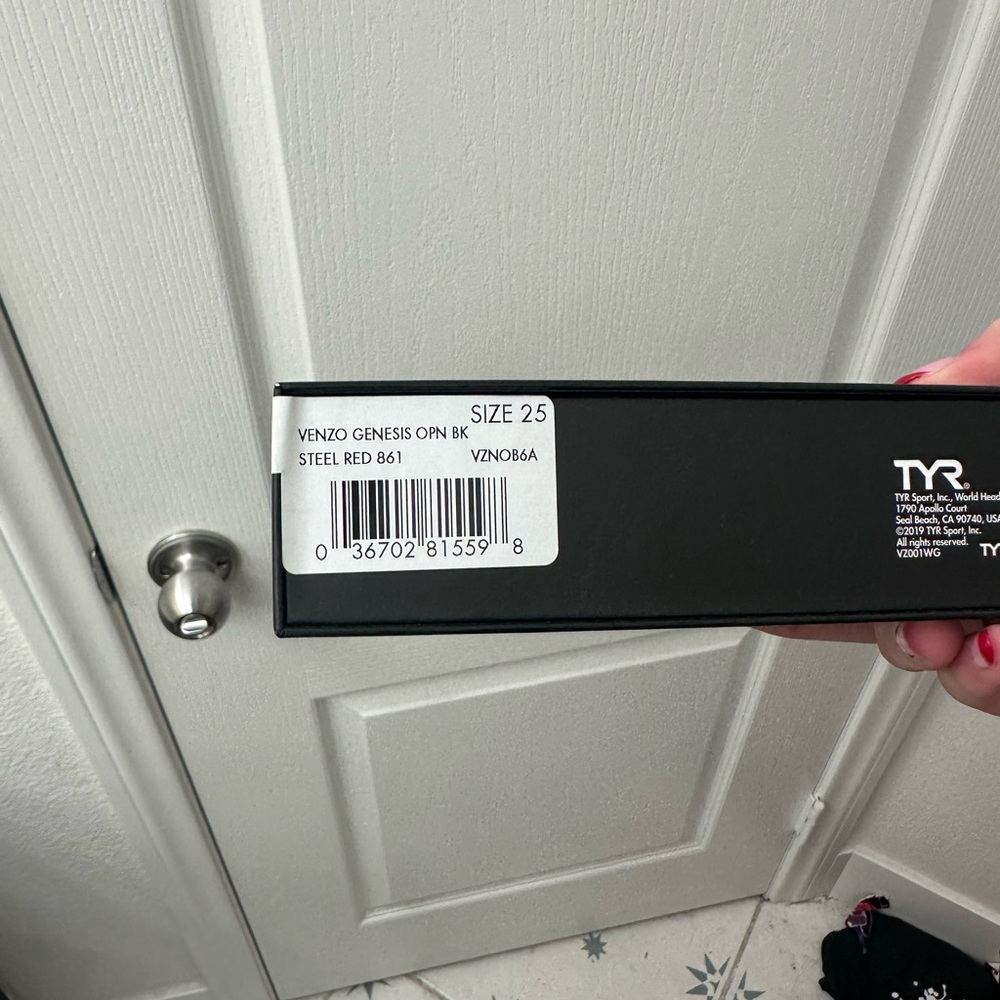 SIZE 25
VENZO GENESIS OPN BK
STEEL RED 861 VZNOB6A
0 36702 81559 8
TYR®
TYR Sport, Inc., World Head
1790 Apollo Court
Seal Beach, CA 90740, USA
©2019 TYR Sport, Inc.
All rights reserved.
VZ001WG
TY